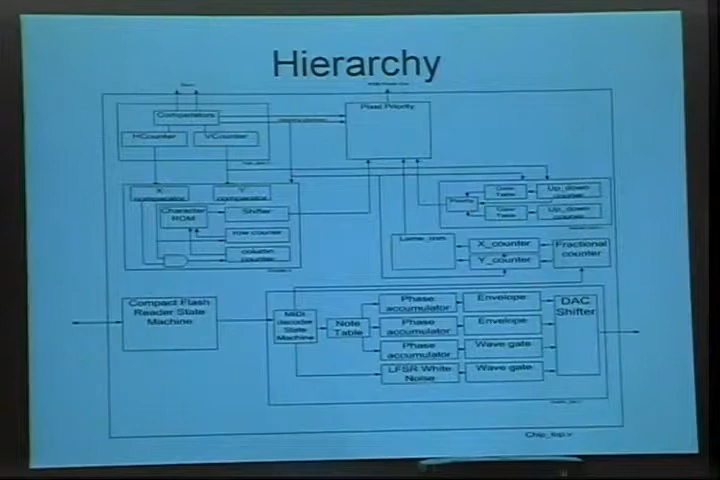 Hierarchy
Pixel Priority
Comparators
HCounter
VCounter
X
comparator
Y
comparator
Character
ROM
Shifter
row counter
column
counter
Priority
Color
Table
Up_down
counter
Color
Table
Up_down
counter
X_counter
Y_counter
Fractional
counter
Compact Flash
Reader State
Machine
MIDI
decoder
State
Machine
Note
Table
Phase
accumulator
Envelope
Phase
accumulator
Envelope
Phase
accumulator
Wave gate
LFSR White
Noise
Wave gate
DAC
Shifter
Chip_top.v